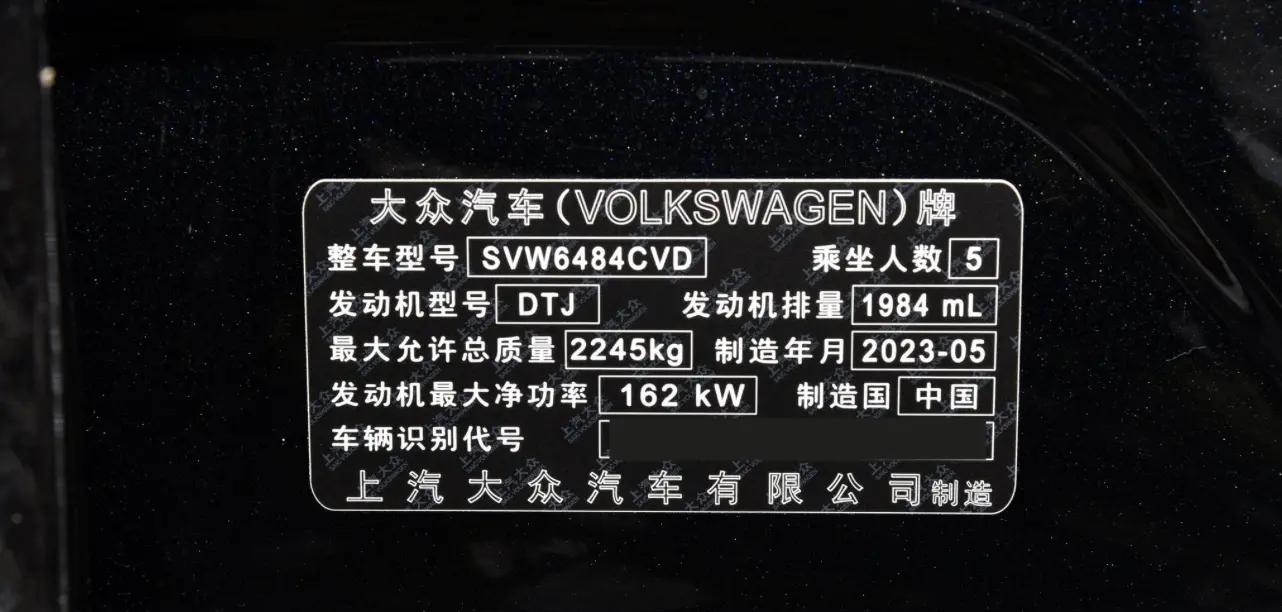 大众汽车(VOLKSWAGEN)牌
整车型号 SVW6484CVD 乘坐人数 5
发动机型号 DTJ 发动机排量 1984 mL
最大允许总质量 2245kg 制造年月 2023-05
发动机最大净功率 162 kW 制造国 中国
车辆识别代号
上汽大众汽车有限公司制造